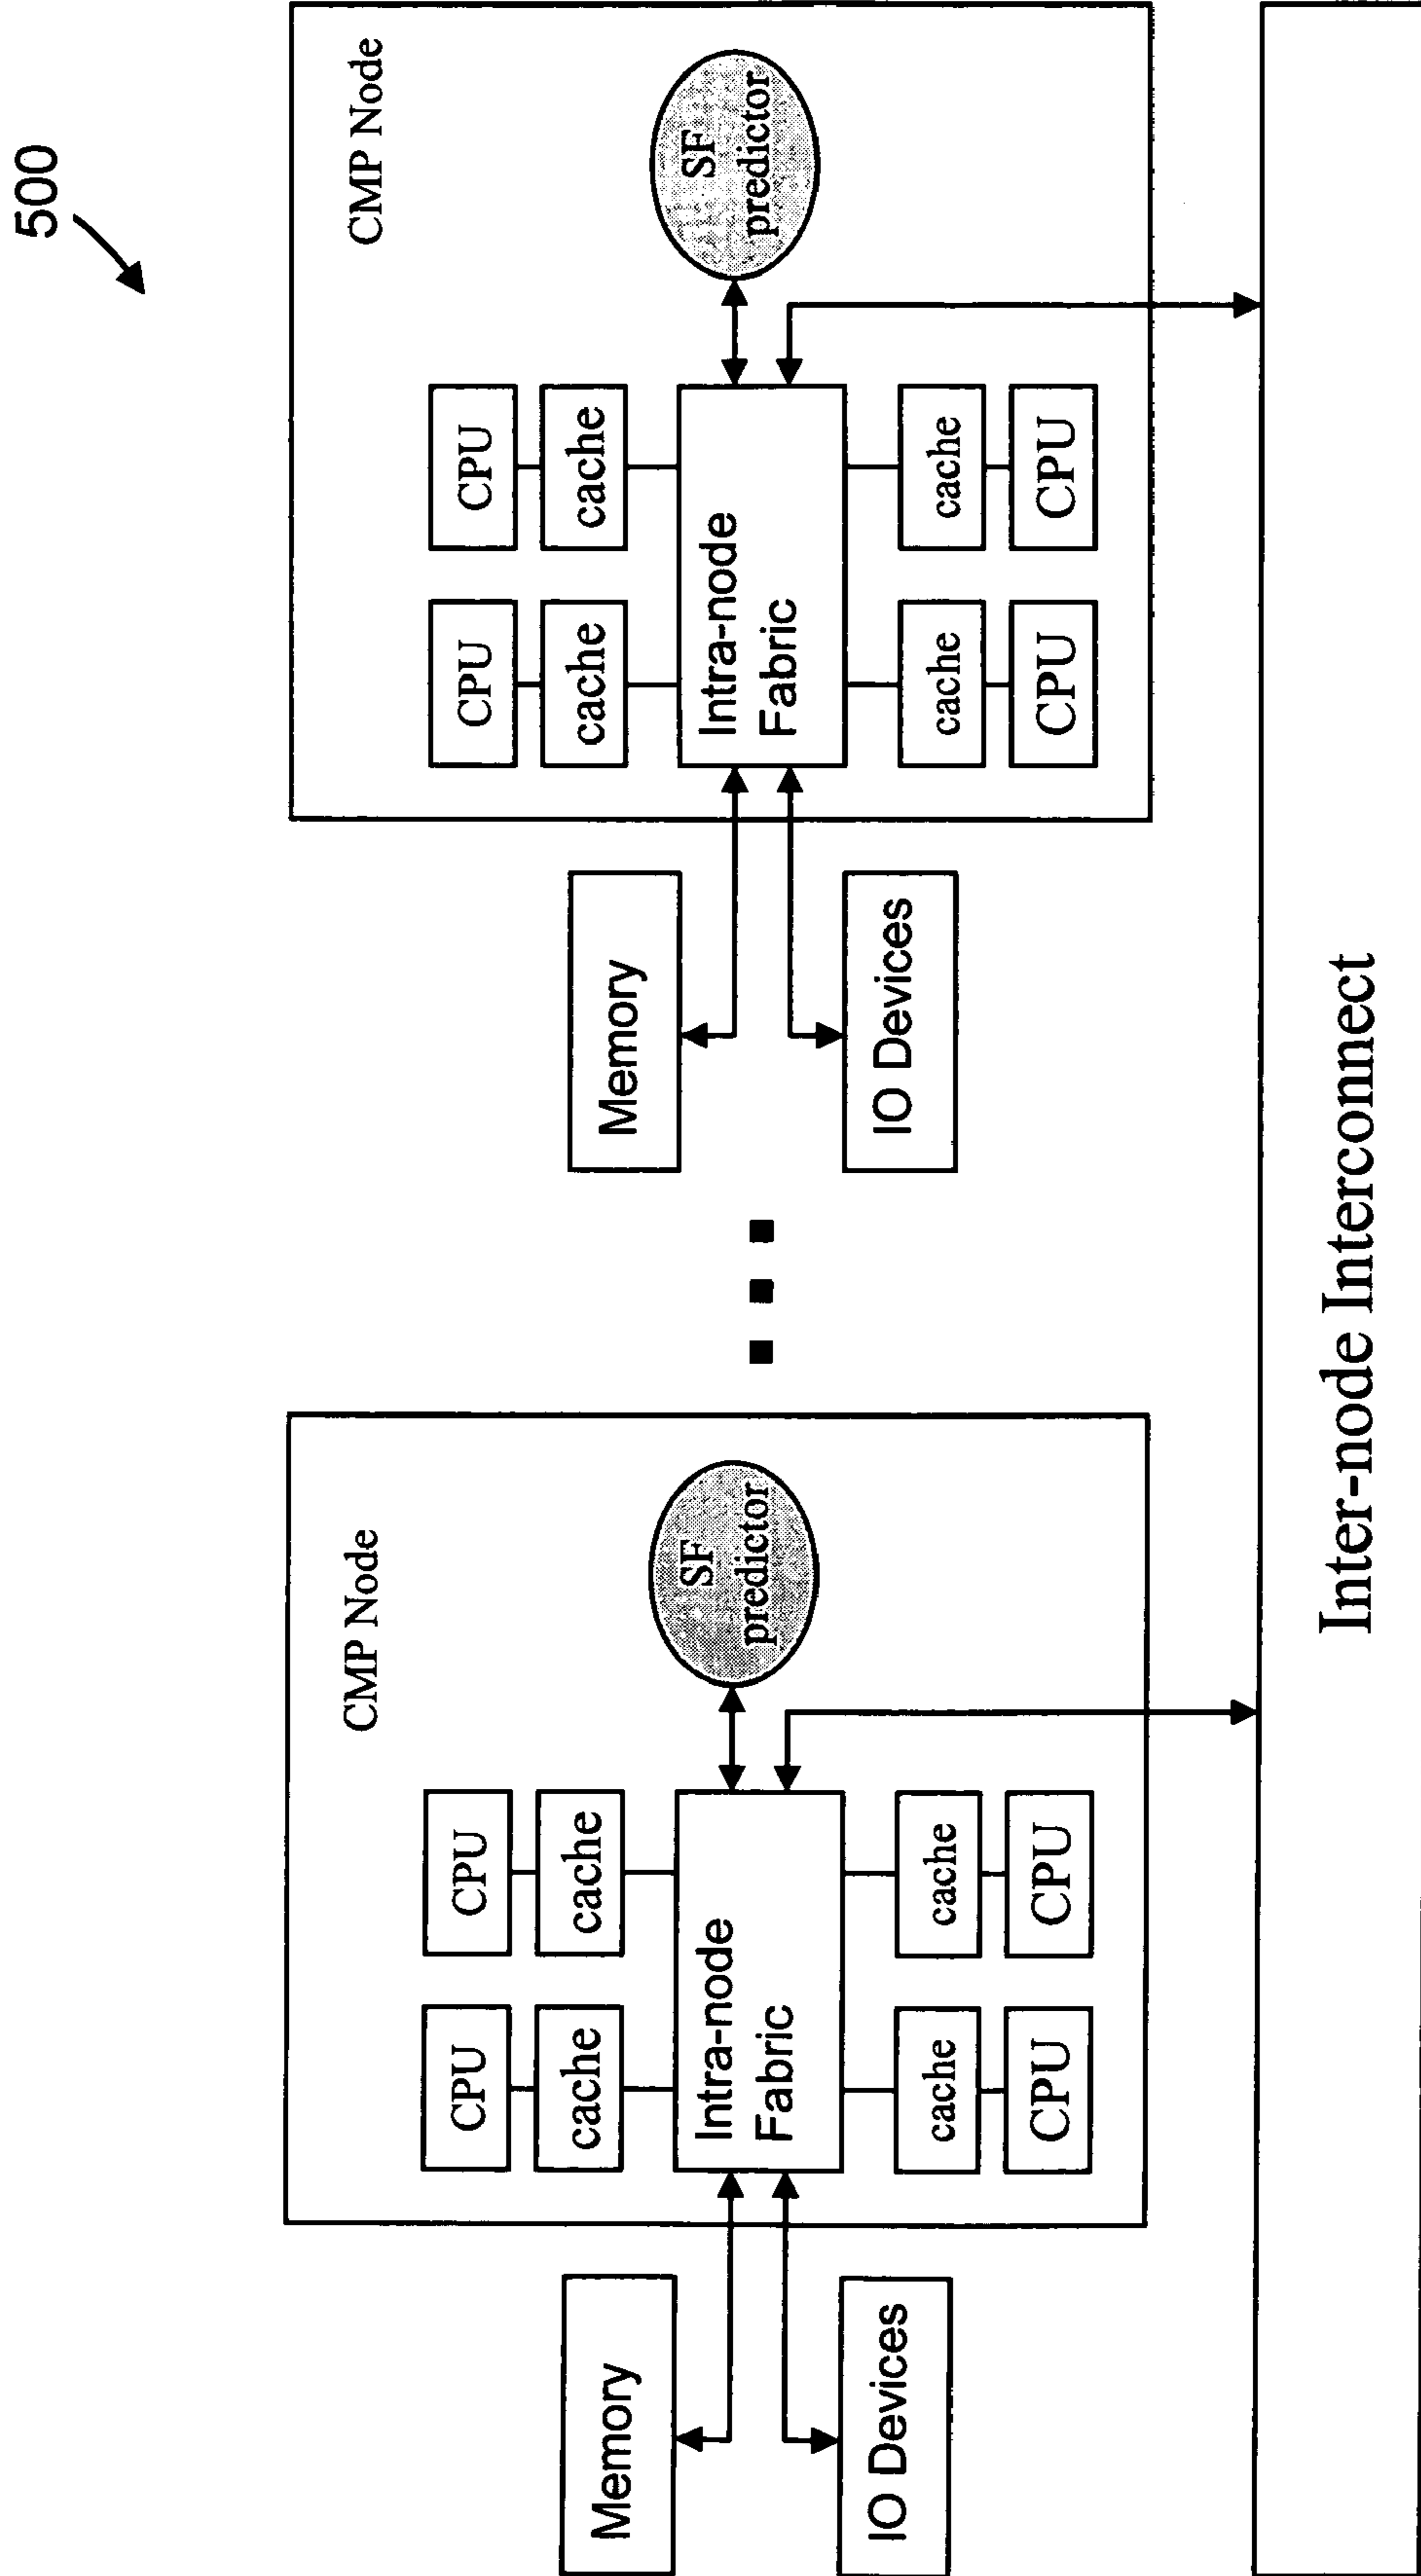 500
CMP Node
CPU
CPU
cache
cache
Memory
Intra-node
Fabric
SF
predictor
IO Devices
cache
cache
CPU
CPU
CMP Node
CPU
CPU
cache
cache
Memory
Intra-node
Fabric
SF
predictor
IO Devices
cache
cache
CPU
CPU
Inter-node Interconnect